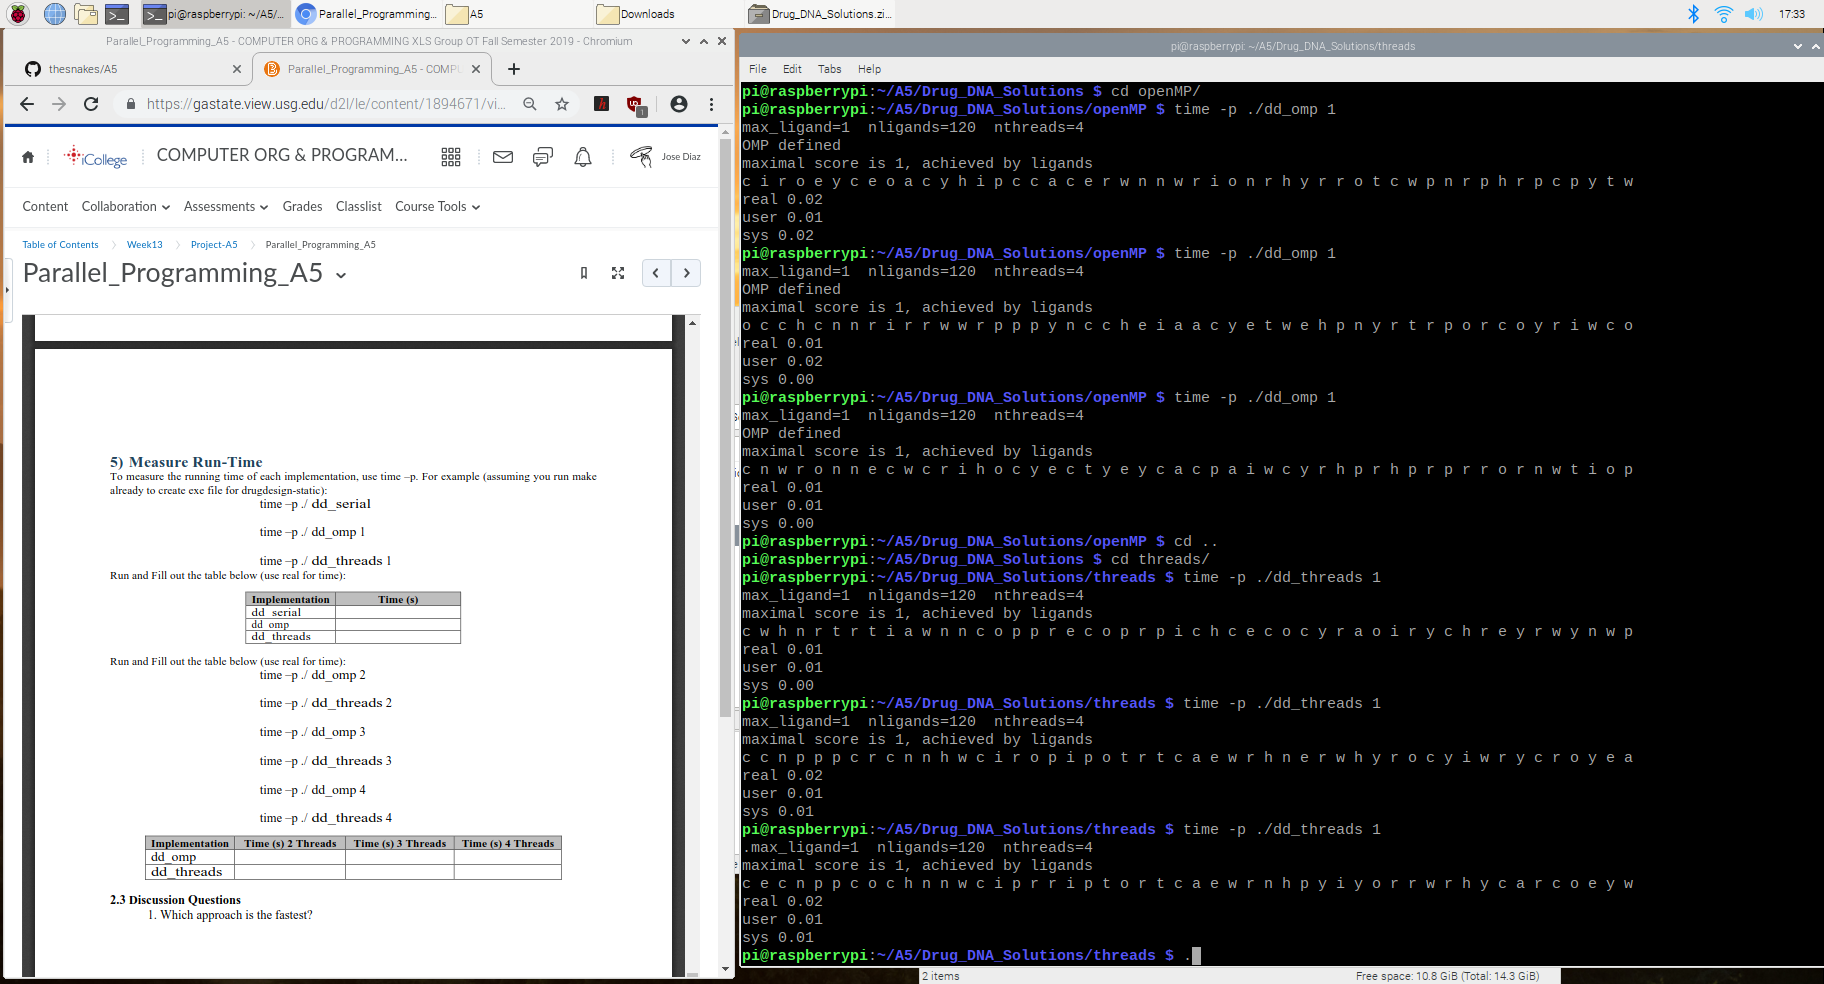 pi@raspberrypi: ~/A5/...
Parallel_Programming...
A5
Downloads
Drug_DNA_Solutions.zi...
17:33
Parallel_Programming_A5 - COMPUTER ORG & PROGRAMMING XLS Group OT Fall Semester 2019 - Chromium
thesnakes/A5
Parallel_Programming_A5 - COMPU
https://gastate.view.usg.edu/d2l/le/content/1894671/vi...
iCollege
COMPUTER ORG & PROGRAM...
Jose Diaz
Content Collaboration Assessments Grades Classlist Course Tools
Table of Contents Week13 Project-A5 Parallel_Programming_A5
Parallel_Programming_A5
5) Measure Run-Time
To measure the running time of each implementation, use time –p. For example (assuming you run make
already to create exe file for drugdesign-static):
time –p ./ dd_serial
time –p ./ dd_omp 1
time –p ./ dd_threads 1
Run and Fill out the table below (use real for time):
Implementation Time (s)
dd_serial
dd_omp
dd_threads
Run and Fill out the table below (use real for time):
time –p ./ dd_omp 2
time –p ./ dd_threads 2
time –p ./ dd_omp 3
time –p ./ dd_threads 3
time –p ./ dd_omp 4
time –p ./ dd_threads 4
Implementation Time (s) 2 Threads Time (s) 3 Threads Time (s) 4 Threads
dd_omp
dd_threads
2.3 Discussion Questions
1. Which approach is the fastest?
pi@raspberrypi: ~/A5/Drug_DNA_Solutions/threads
File Edit Tabs Help
pi@raspberrypi:~/A5/Drug_DNA_Solutions $ cd openMP/
pi@raspberrypi:~/A5/Drug_DNA_Solutions/openMP $ time -p ./dd_omp 1
max_ligand=1  nligands=120  nthreads=4
OMP defined
maximal score is 1, achieved by ligands
c i r o e y c e o a c y h i p c c a c e r w n n w r i o n r h y r r o t c w p n r p h r p c p y t w
real 0.02
user 0.01
sys 0.02
pi@raspberrypi:~/A5/Drug_DNA_Solutions/openMP $ time -p ./dd_omp 1
max_ligand=1  nligands=120  nthreads=4
OMP defined
maximal score is 1, achieved by ligands
o c c h c n n r i r r w w r p p p y n c c h e i a a c y e t w e h p n y r t r p o r c o y r i w c o
real 0.01
user 0.02
sys 0.00
pi@raspberrypi:~/A5/Drug_DNA_Solutions/openMP $ time -p ./dd_omp 1
max_ligand=1  nligands=120  nthreads=4
OMP defined
maximal score is 1, achieved by ligands
c n w r o n n e c w c r i h o c y e c t y e y c a c p a i w c y r h p r h p r p r r o r n w t i o p
real 0.01
user 0.01
sys 0.00
pi@raspberrypi:~/A5/Drug_DNA_Solutions/openMP $ cd ..
pi@raspberrypi:~/A5/Drug_DNA_Solutions $ cd threads/
pi@raspberrypi:~/A5/Drug_DNA_Solutions/threads $ time -p ./dd_threads 1
max_ligand=1  nligands=120  nthreads=4
maximal score is 1, achieved by ligands
c w h n r t r t i a w n n c o p p r e c o p r p i c h c e c o c y r a o i r y c h r e y r w y n w p
real 0.01
user 0.01
sys 0.00
pi@raspberrypi:~/A5/Drug_DNA_Solutions/threads $ time -p ./dd_threads 1
max_ligand=1  nligands=120  nthreads=4
maximal score is 1, achieved by ligands
c c n p p p c r c n n h w c i r o p i p o t r t c a e w r h n e r w h y r o c y i w r y c r o y e a
real 0.02
user 0.01
sys 0.01
pi@raspberrypi:~/A5/Drug_DNA_Solutions/threads $ time -p ./dd_threads 1
.max_ligand=1  nligands=120  nthreads=4
maximal score is 1, achieved by ligands
c e c n p p c o c h n n w c i p r r i p t o r t c a e w r n h p y i y o r r w r h y c a r c o e y w
real 0.02
user 0.01
sys 0.01
pi@raspberrypi:~/A5/Drug_DNA_Solutions/threads $ .
2 items
Free space: 10.8 GiB (Total: 14.3 GiB)